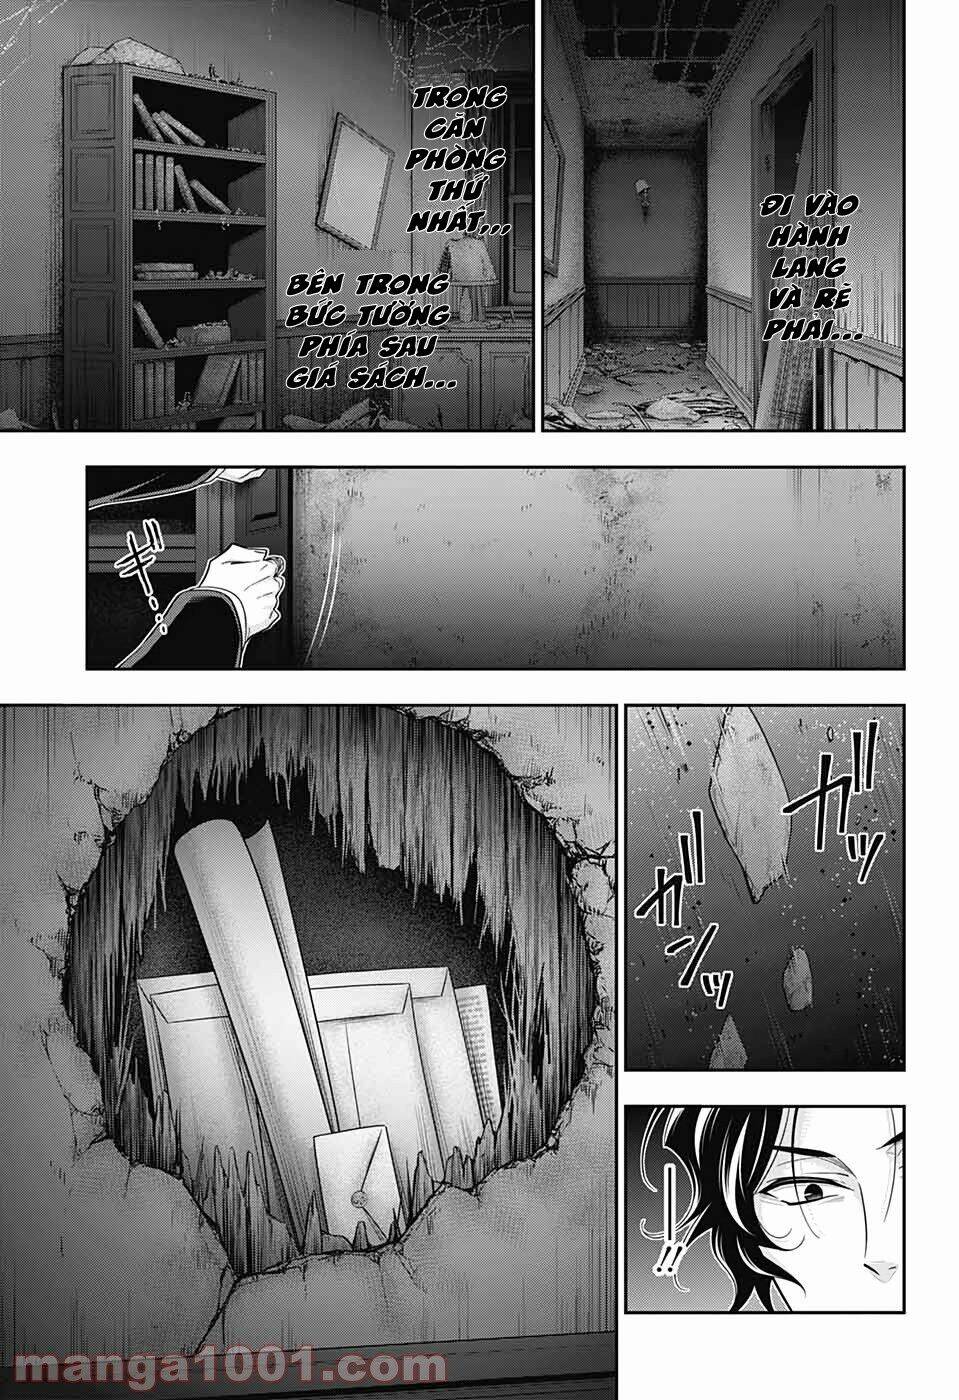 ĐI VÀO
HÀNH
LANG
VÀ RẼ
PHẢI...
TRONG
CĂN
PHÒNG
THỨ
NHẤT,...
BÊN TRONG
BỨC TƯỜNG
PHÍA SAU
GIÁ SÁCH...
ギ...
ガ
ガッ
ッ
!!
manga1001.com